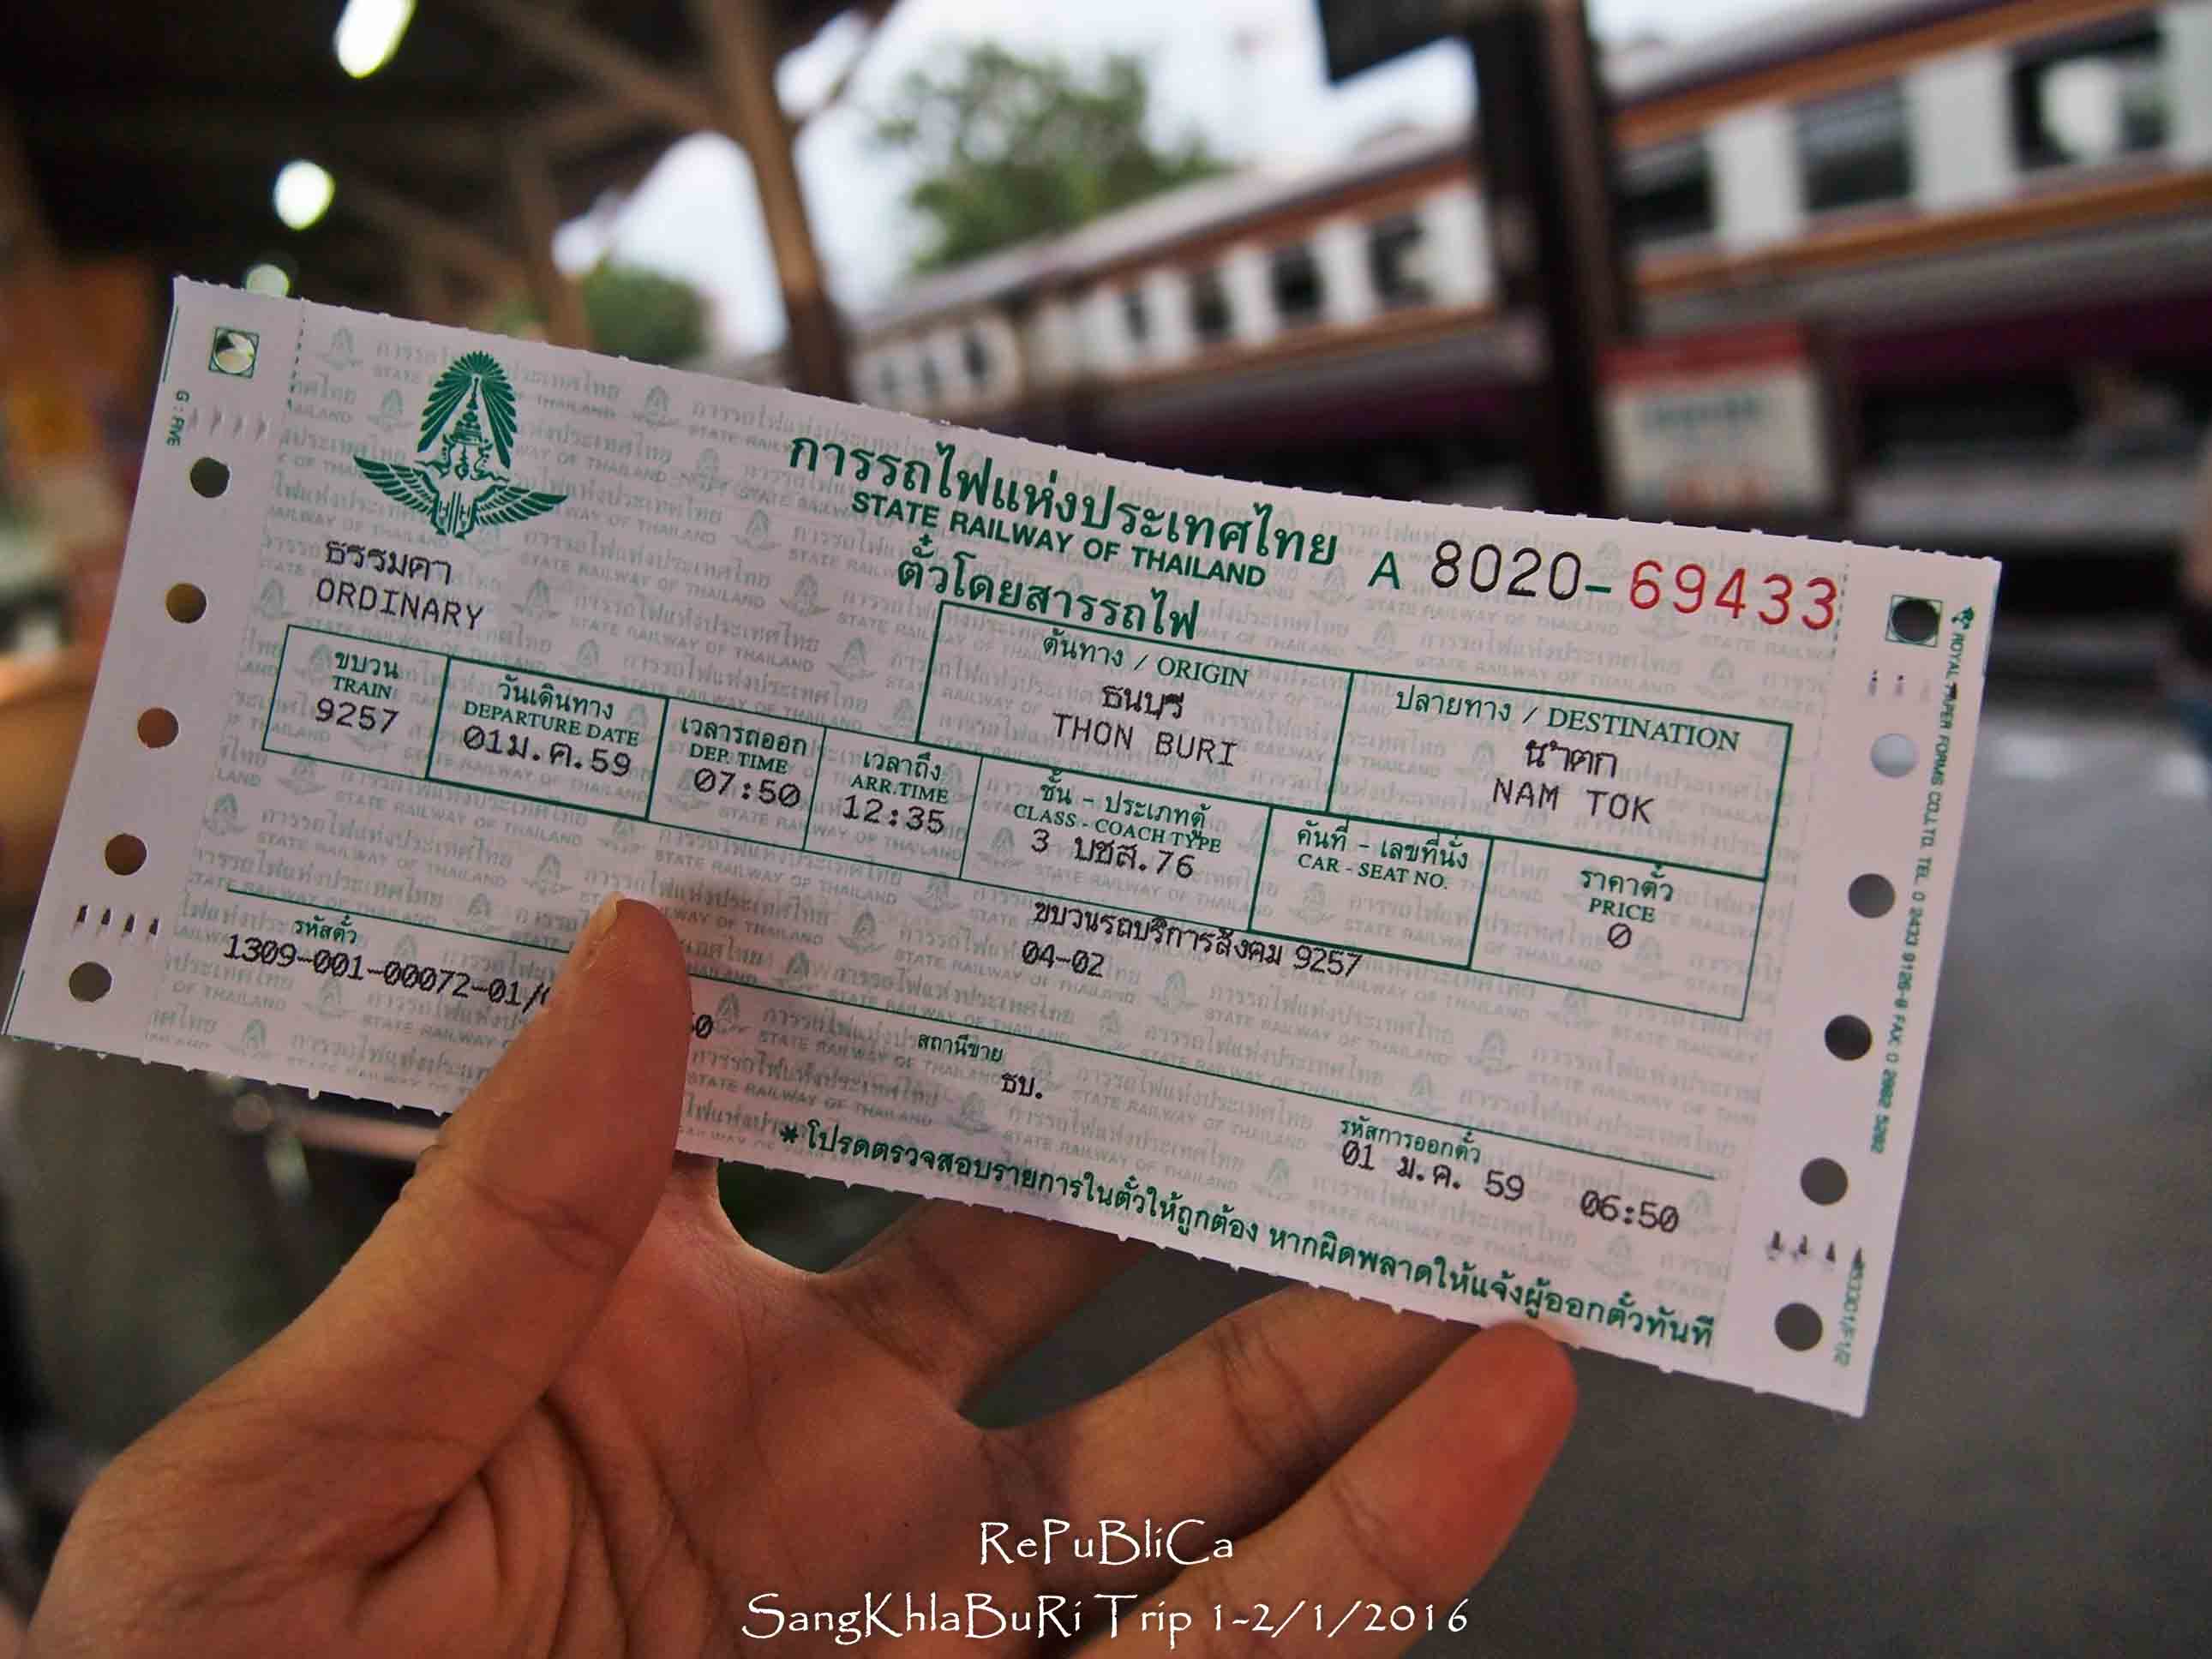 การรถไฟแห่งประเทศไทย
STATE RAILWAY OF THAILAND
ตั๋วโดยสารรถไฟ
A 8020-69433
ธรรมดา
ORDINARY
ต้นทาง / ORIGIN
ธนบุรี
THON BURI
ปลายทาง / DESTINATION
น้ำตก
NAM TOK
ขบวน
TRAIN
9257
วันเดินทาง
DEPARTURE DATE
01ม.ค.59
เวลารถออก
DEP. TIME
07:50
เวลาถึง
ARR.TIME
12:35
ชั้น - ประเภทตู้
CLASS - COACH TYPE
3 บชส.76
คันที่ - เลขที่นั่ง
CAR - SEAT NO.
ราคาตั๋ว
PRICE
0
ขบวนรถบริการสังคม 9257
04-02
รหัสตั๋ว
1309-001-00072-01/
สถานีขาย
ธบ.
รหัสการออกตั๋ว
01 ม.ค. 59 06:50
* โปรดตรวจสอบรายการในตั๋วให้ถูกต้อง หากผิดพลาดให้แจ้งผู้ออกตั๋วทันที
G: FIVE
ROYAL PAPER FORMS CO.LTD. TEL. 0 2433 9126-8
RePuBliCa
SangKhlaBuRi Trip 1-2/1/2016